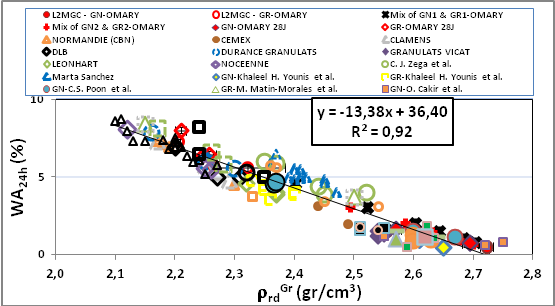 L2MGC - GN-OMARY L2MGC - GR-OMARY Mix of GN1 & GR1-OMARY
Mix of GN2 & GR2-OMARY GN-OMARY 28J GR-OMARY 28J
NORMANDIE (CBN) CEMEX CLAMENS
DLB DURANCE GRANULATS GRANULATS VICAT
LEONHART NOCEENNE C. J. Zega et al.
Marta Sanchez GN-Khaleel H. Younis et al. GR-Khaleel H. Younis et al.
GN-C.S. Poon et al. GR-M. Matin-Morales et al. GN-O. Cakir et al.
10
y = -13,38x + 36,40
R² = 0,92
WA24h (%)
5
0
2,0 2,1 2,2 2,3 2,4 2,5 2,6 2,7 2,8
ρrdGr (gr/cm³)